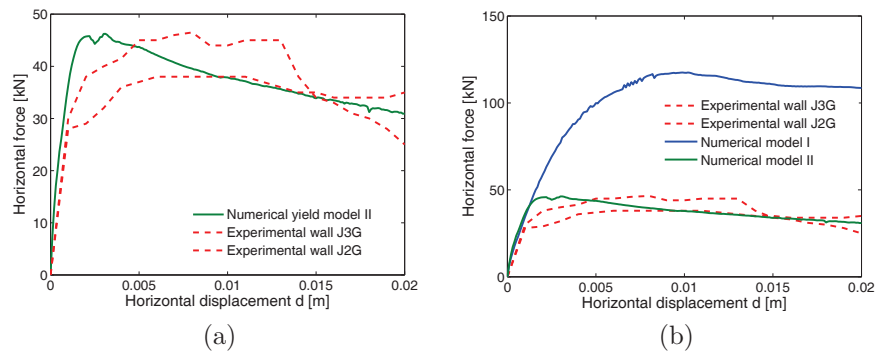 50
40
30
20
10
0
0
0.005
0.01
0.015
0.02
Horizontal force [kN]
Horizontal displacement d [m]
Numerical yield model II
Experimental wall J3G
Experimental wall J2G
(a)
150
100
50
0
0
0.005
0.01
0.015
0.02
Horizontal force [kN]
Horizontal displacement d [m]
Experimental wall J3G
Experimental wall J2G
Numerical model I
Numerical model II
(b)